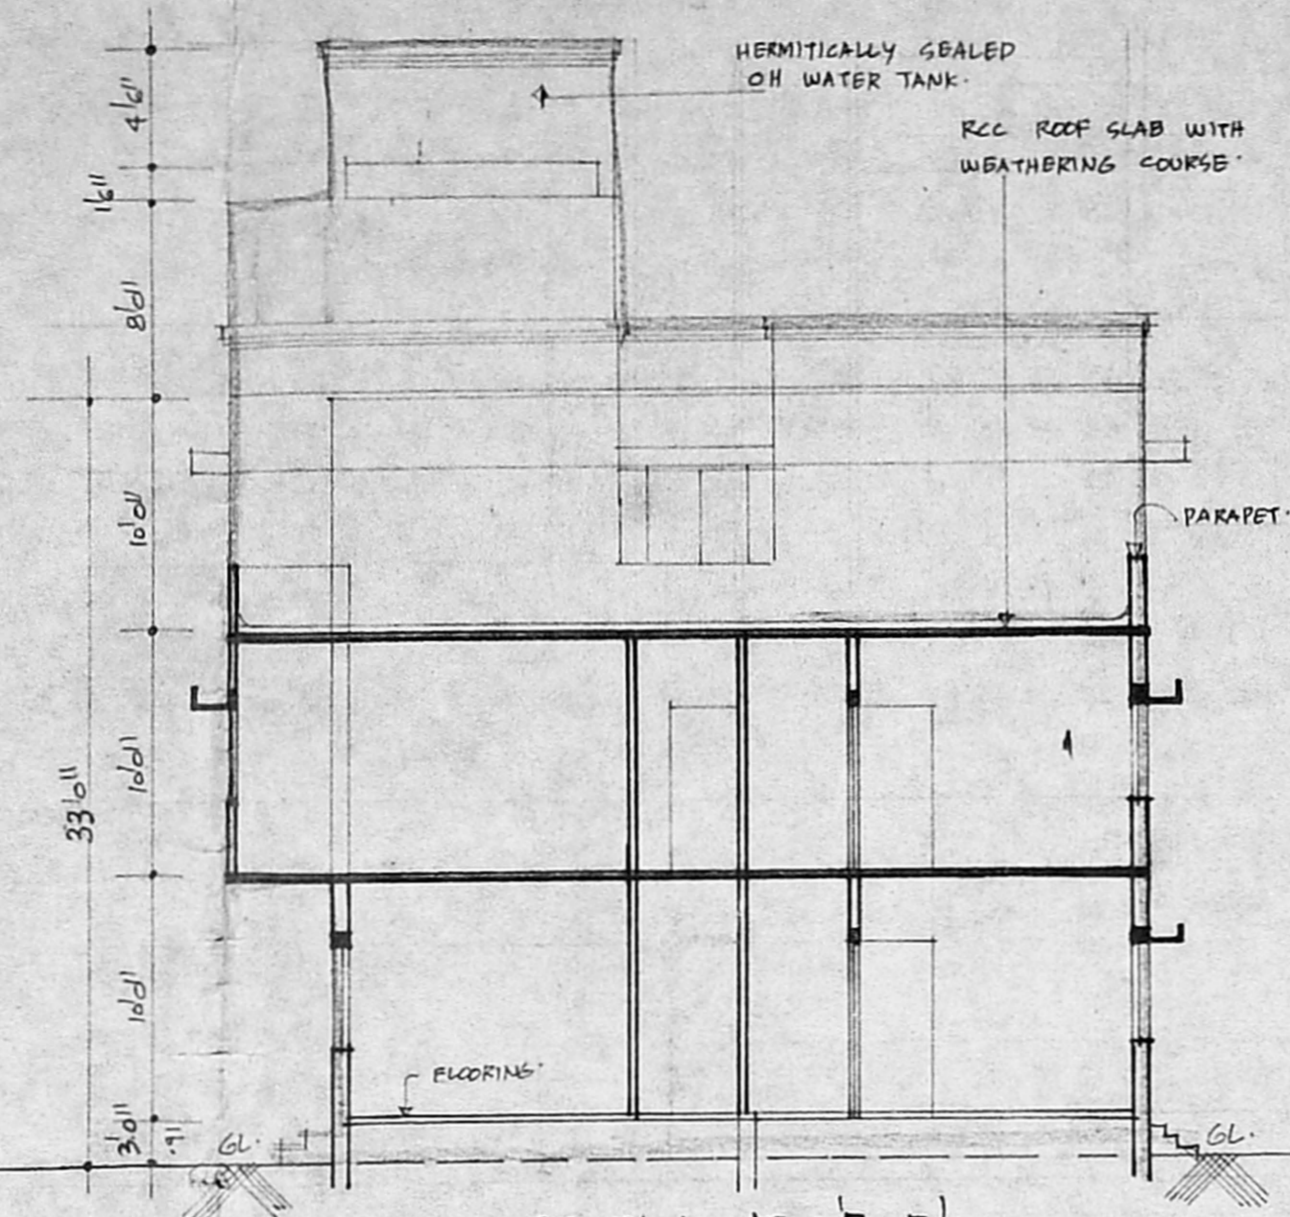 HERMITICALLY SEALED
OH WATER TANK.
RCC ROOF SLAB WITH
WEATHERING COURSE.
4'6"
1'6"
8'0"
10'0"
PARAPET.
10'0"
33'0"
10'0"
FLOORING.
3'0"
GL.
GL.